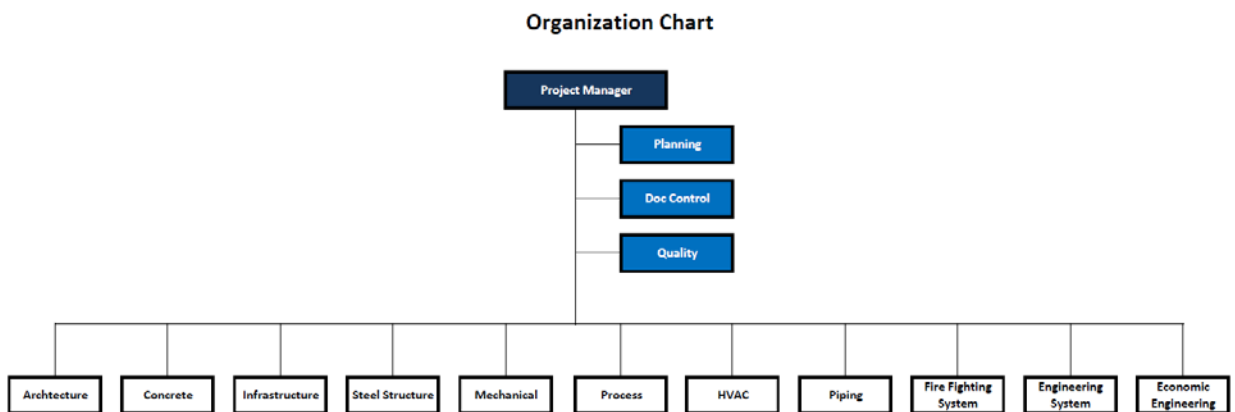 Organization Chart
Project Manager
Planning
Doc Control
Quality
Archtecture
Concrete
Infrastructure
Steel Structure
Mechanical
Process
HVAC
Piping
Fire Fighting
System
Engineering
System
Economic
Engineering